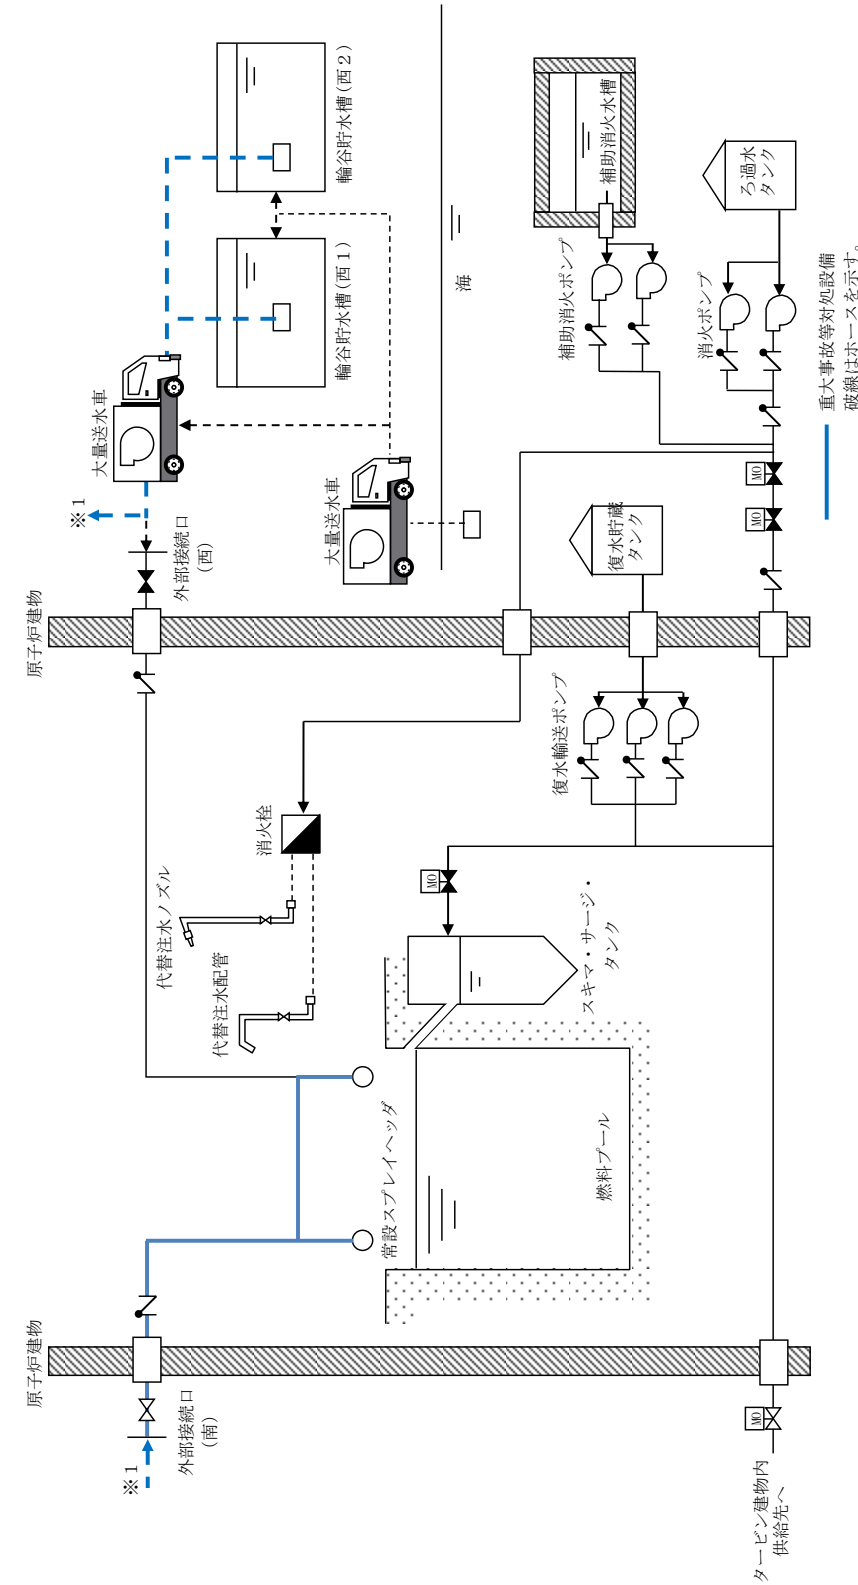 輪谷貯水槽(西2)
輪谷貯水槽(西1)
大量送水車
※1
外部接続口
(西)
大量送水車
海
補助消火水槽
補助消火ポンプ
ろ過水
タンク
消火ポンプ
MO
MO
復水貯蔵
タンク
重大事故等対処設備
破線はホースを示す。
原子炉建物
消火栓
代替注水ノズル
代替注水配管
復水輸送ポンプ
MO
スキマ・サージ・
タンク
常設スプレイヘッダ
燃料プール
原子炉建物
外部接続口
(南)
※1
MO
タービン建物内
供給先へ